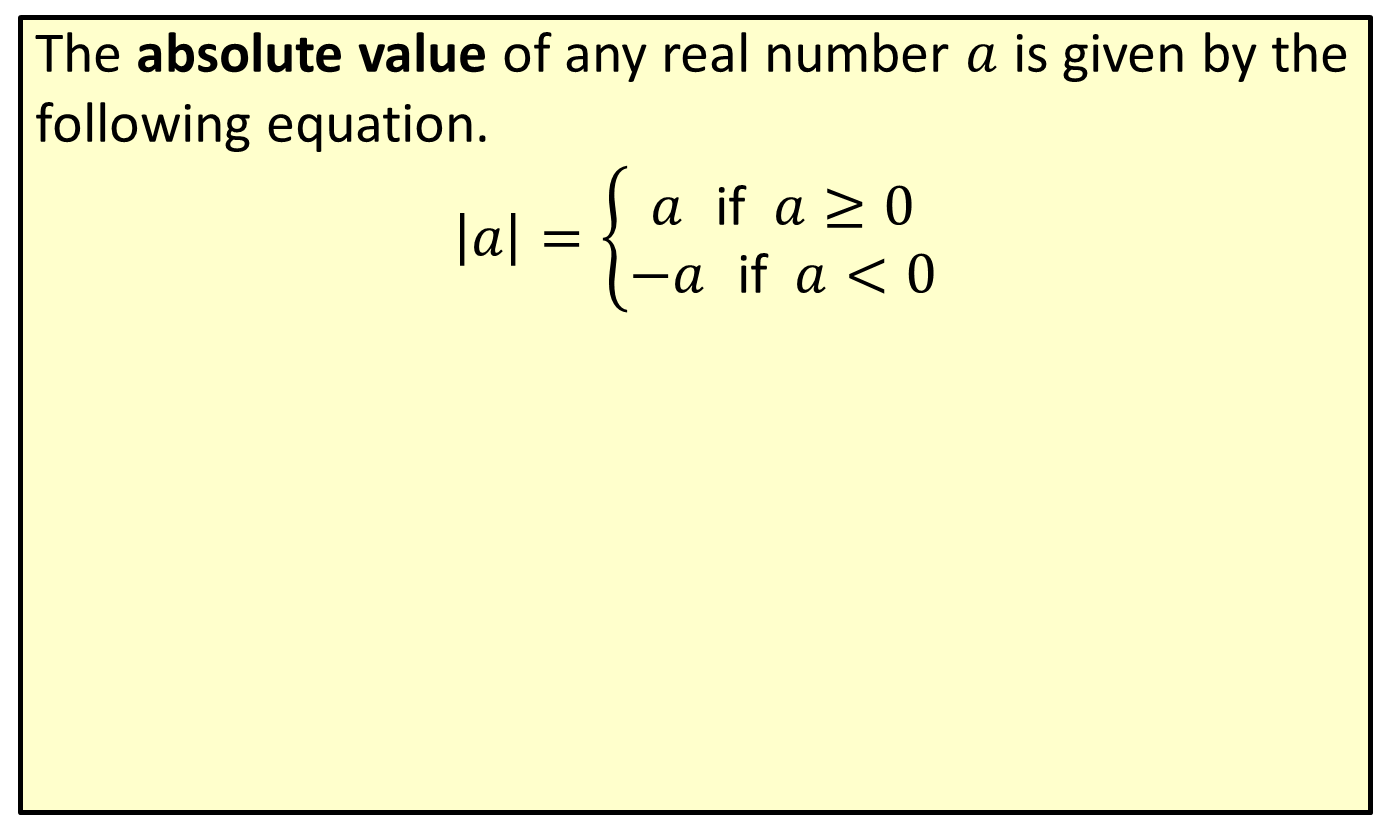 The absolute value of any real number a is given by the
following equation.
|a| = { a if a ≥ 0
−a if a < 0